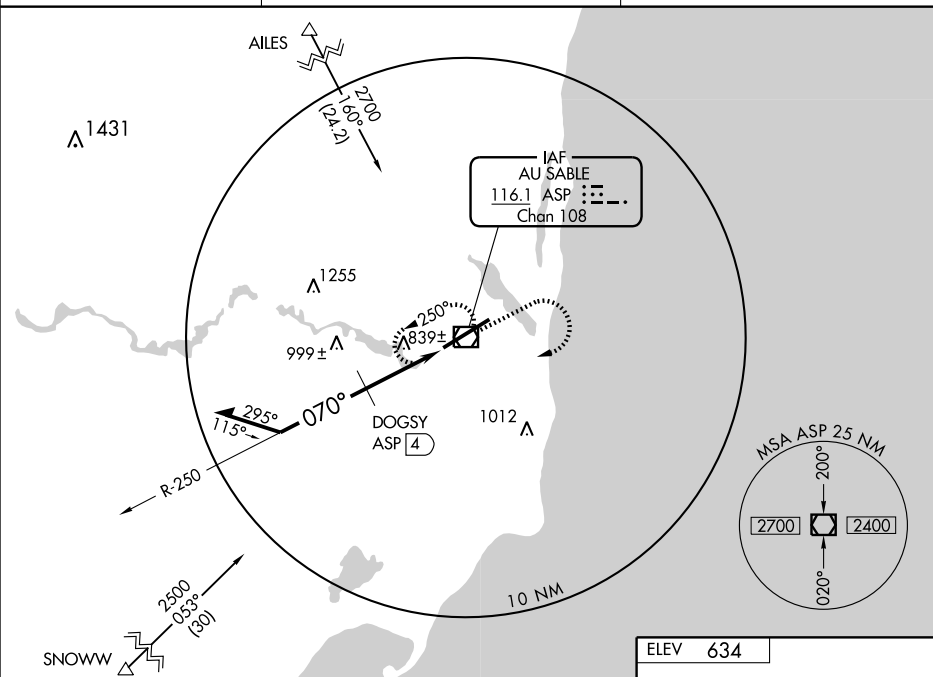 AILES
2700
160°
(24.2)
1431
IAF
AU SABLE
116.1 ASP
Chan 108
1255
250°
839±
999±
070°
295°
115°
DOGSY
ASP 4
1012
R-250
MSA ASP 25 NM
200°
2700
2400
020°
10 NM
2500
053°
(30)
SNOWW
ELEV 634